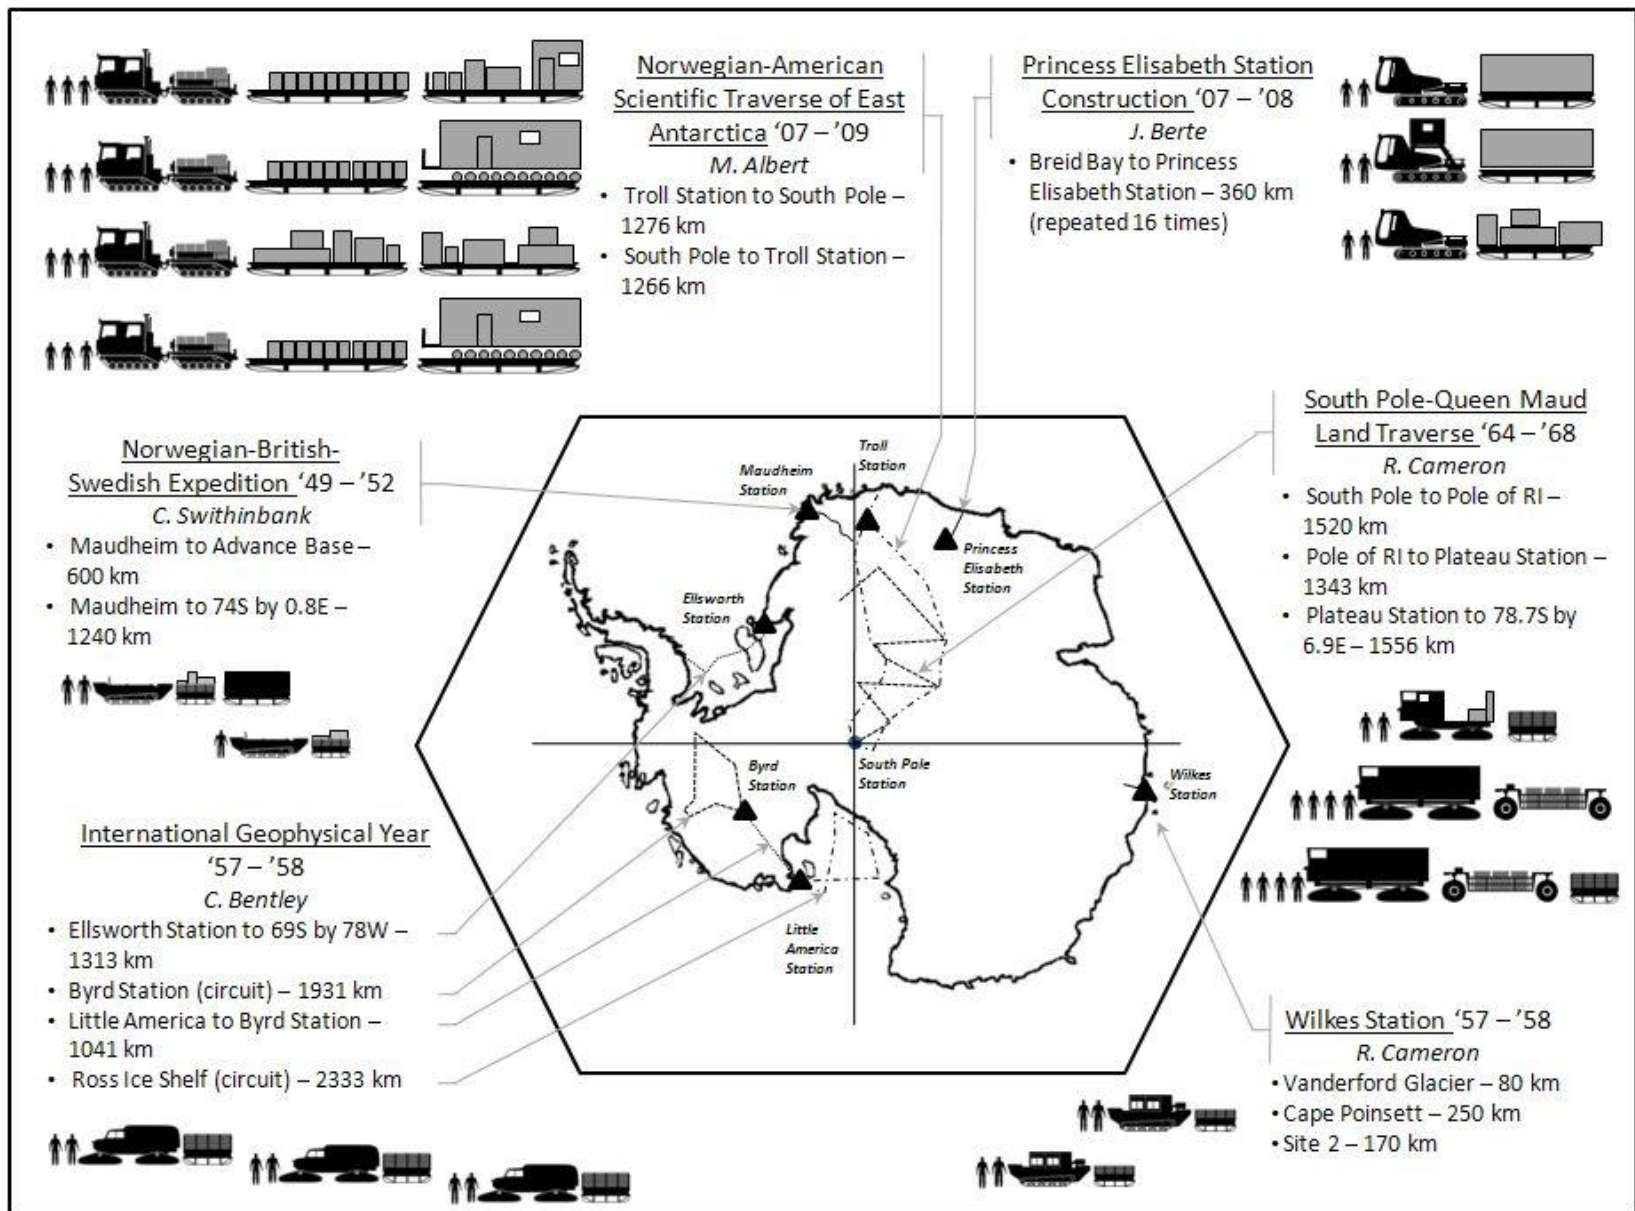 Norwegian-American
Scientific Traverse of East
Antarctica ‘07 – ’09
M. Albert
• Troll Station to South Pole –
1276 km
• South Pole to Troll Station –
1266 km
Princess Elisabeth Station
Construction ‘07 – ‘08
J. Berte
• Breid Bay to Princess
Elisabeth Station – 360 km
(repeated 16 times)
Norwegian-British-
Swedish Expedition ‘49 – ’52
C. Swithinbank
• Maudheim to Advance Base –
600 km
• Maudheim to 74S by 0.8E –
1240 km
South Pole-Queen Maud
Land Traverse ‘64 – ’68
R. Cameron
• South Pole to Pole of RI –
1520 km
• Pole of RI to Plateau Station –
1343 km
• Plateau Station to 78.7S by
6.9E – 1556 km
Troll
Station
Maudheim
Station
Princess
Elisabeth
Station
Ellsworth
Station
Byrd
Station
South Pole
Station
Wilkes
Station
Little
America
Station
International Geophysical Year
‘57 – ’58
C. Bentley
• Ellsworth Station to 69S by 78W –
1313 km
• Byrd Station (circuit) – 1931 km
• Little America to Byrd Station –
1041 km
• Ross Ice Shelf (circuit) – 2333 km
Wilkes Station ‘57 – ’58
R. Cameron
• Vanderford Glacier – 80 km
• Cape Poinsett – 250 km
• Site 2 – 170 km